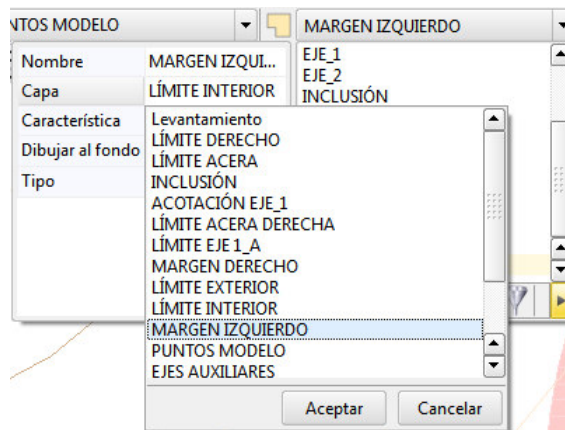 NTOS MODELO
MARGEN IZQUIERDO
Nombre MARGEN IZQUI...
Capa LÍMITE INTERIOR
Característica
Dibujar al fondo
Tipo
EJE_1
EJE_2
INCLUSIÓN
Levantamiento
LÍMITE DERECHO
LÍMITE ACERA
INCLUSIÓN
ACOTACIÓN EJE_1
LÍMITE ACERA DERECHA
LÍMITE EJE 1_A
MARGEN DERECHO
LÍMITE EXTERIOR
LÍMITE INTERIOR
MARGEN IZQUIERDO
PUNTOS MODELO
EJES AUXILIARES
Aceptar Cancelar